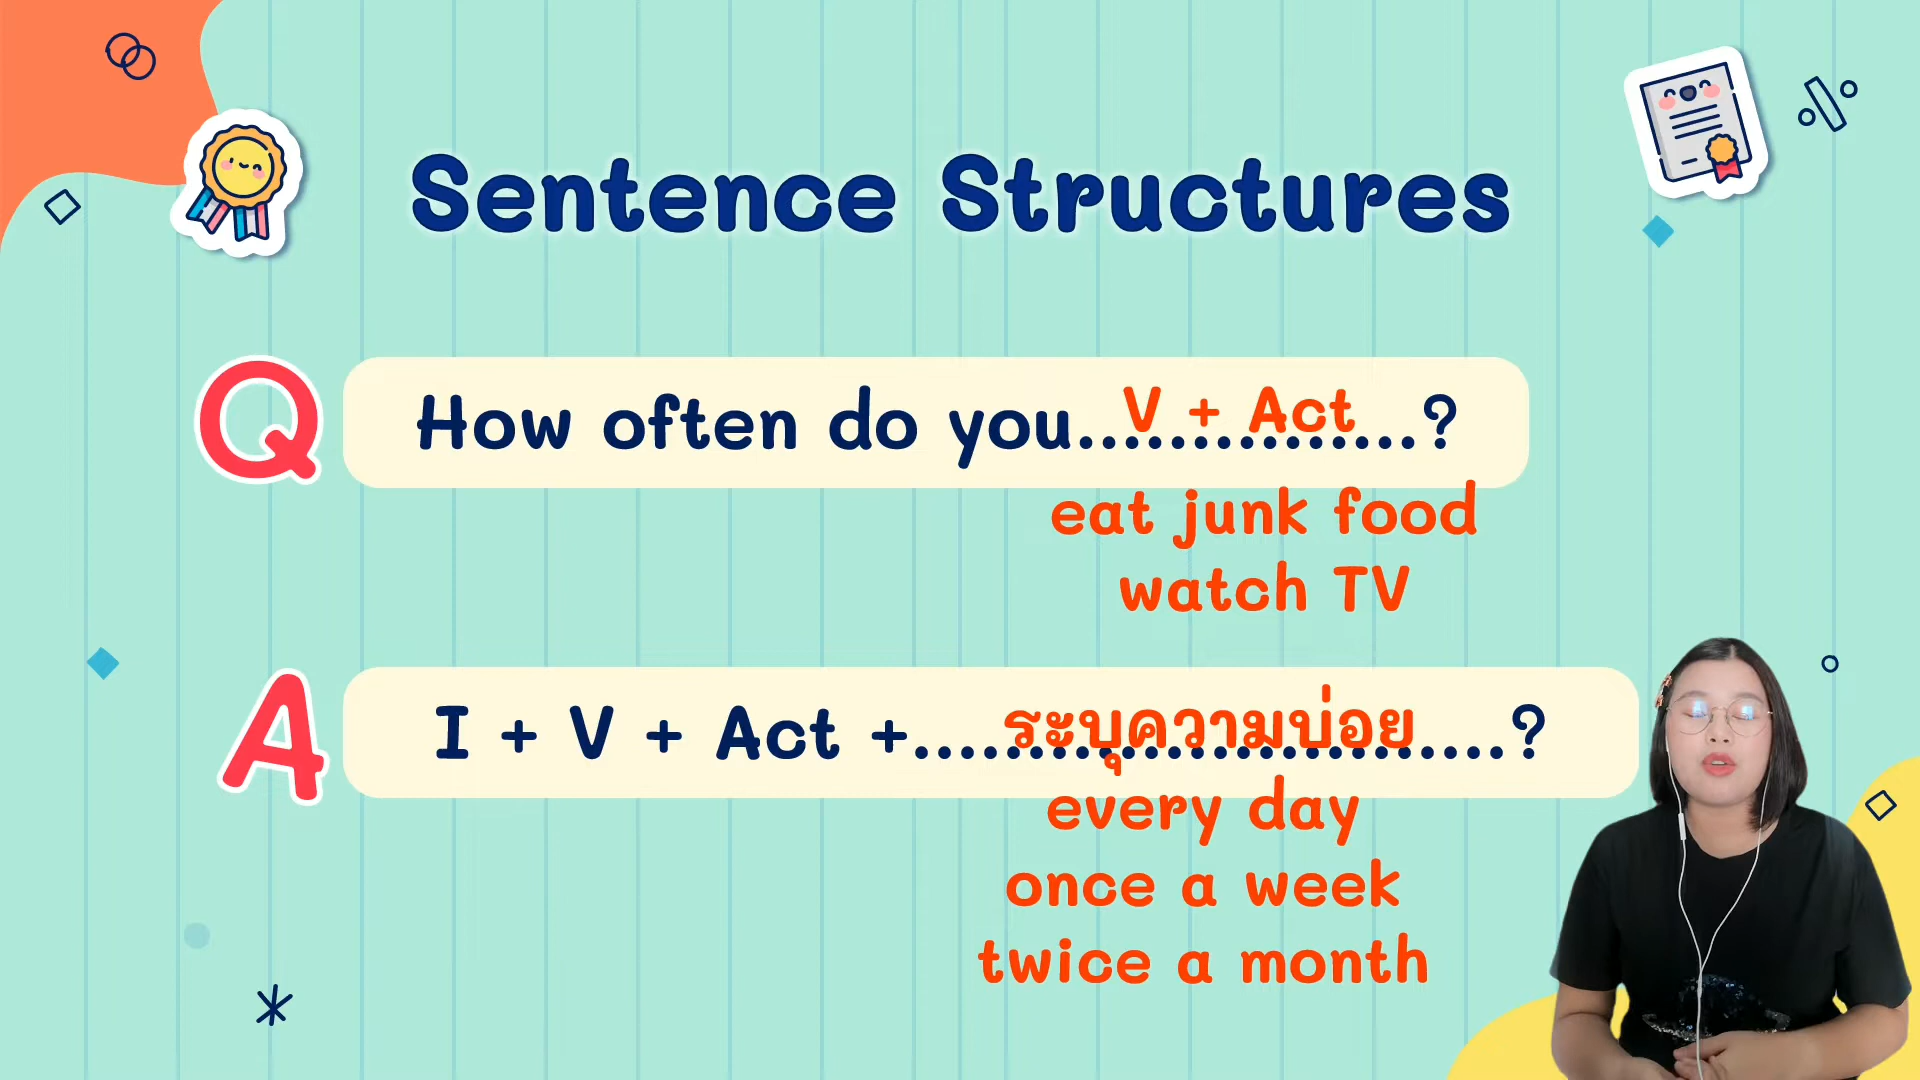 Sentence Structures
Q How often do you...............?
V + Act
eat junk food
watch TV
A I + V + Act +..........................?
ระบุความบ่อย
every day
once a week
twice a month